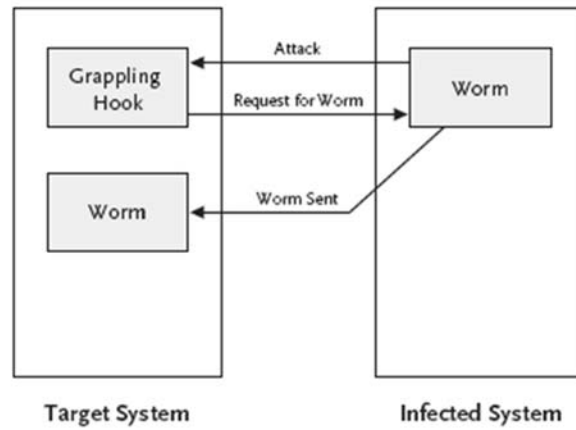 Attack
Grappling
Hook
Request for Worm
Worm
Worm
Worm Sent
Target System
Infected System